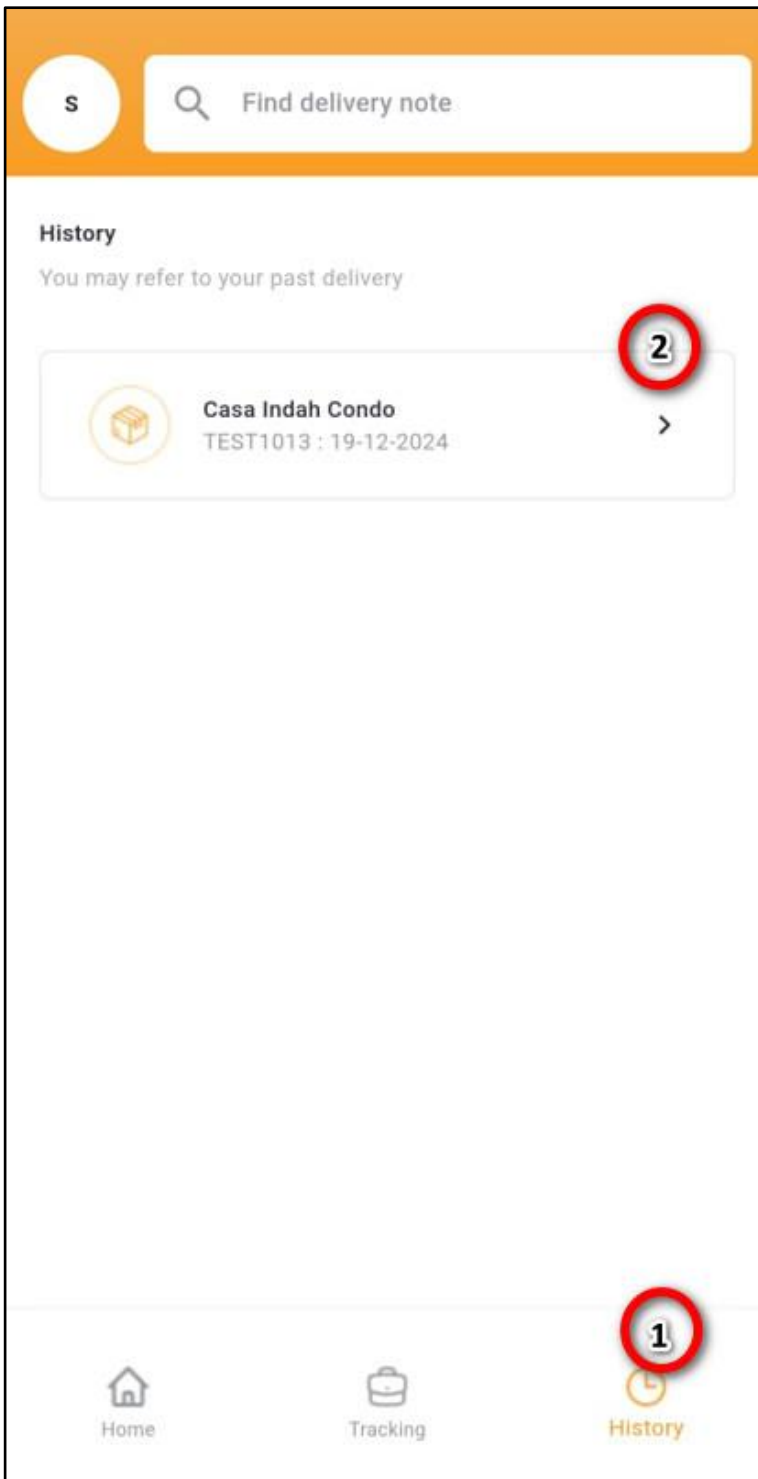 S
Find delivery note
History
You may refer to your past delivery
2
Casa Indah Condo
TEST1013 : 19-12-2024
1
Home
Tracking
History